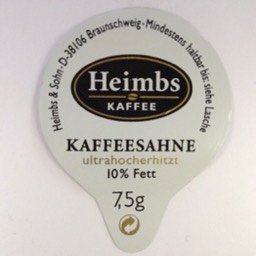 Heimbs & Sohn · D-38106 Braunschweig · Mindestens haltbar bis: siehe Lasche
Heimbs
KAFFEE
KAFFEESAHNE
ultrahocherhitzt
10% Fett
7,5g